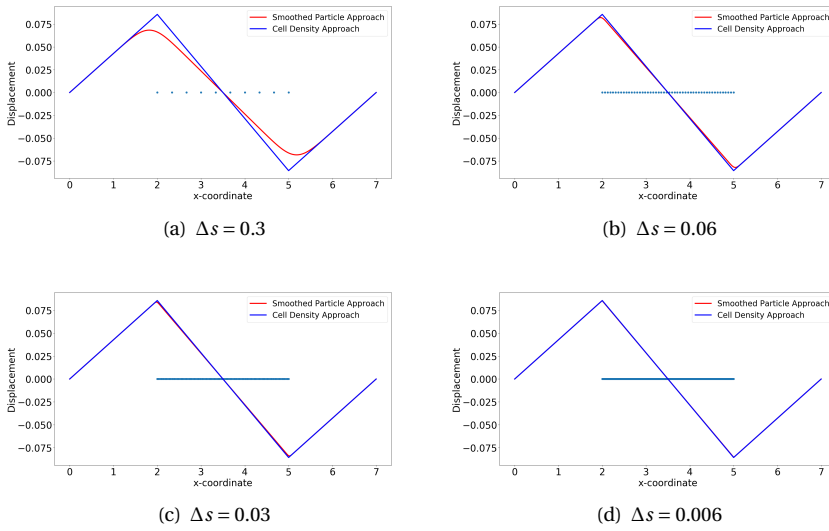 0.075
0.050
0.025
0.000
−0.025
−0.050
−0.075
Displacement
0 1 2 3 4 5 6 7
x-coordinate
Smoothed Particle Approach
Cell Density Approach
(a) Δs = 0.3
0.075
0.050
0.025
0.000
−0.025
−0.050
−0.075
Displacement
0 1 2 3 4 5 6 7
x-coordinate
Smoothed Particle Approach
Cell Density Approach
(b) Δs = 0.06
0.075
0.050
0.025
0.000
−0.025
−0.050
−0.075
Displacement
0 1 2 3 4 5 6 7
x-coordinate
Smoothed Particle Approach
Cell Density Approach
(c) Δs = 0.03
0.075
0.050
0.025
0.000
−0.025
−0.050
−0.075
Displacement
0 1 2 3 4 5 6 7
x-coordinate
Smoothed Particle Approach
Cell Density Approach
(d) Δs = 0.006